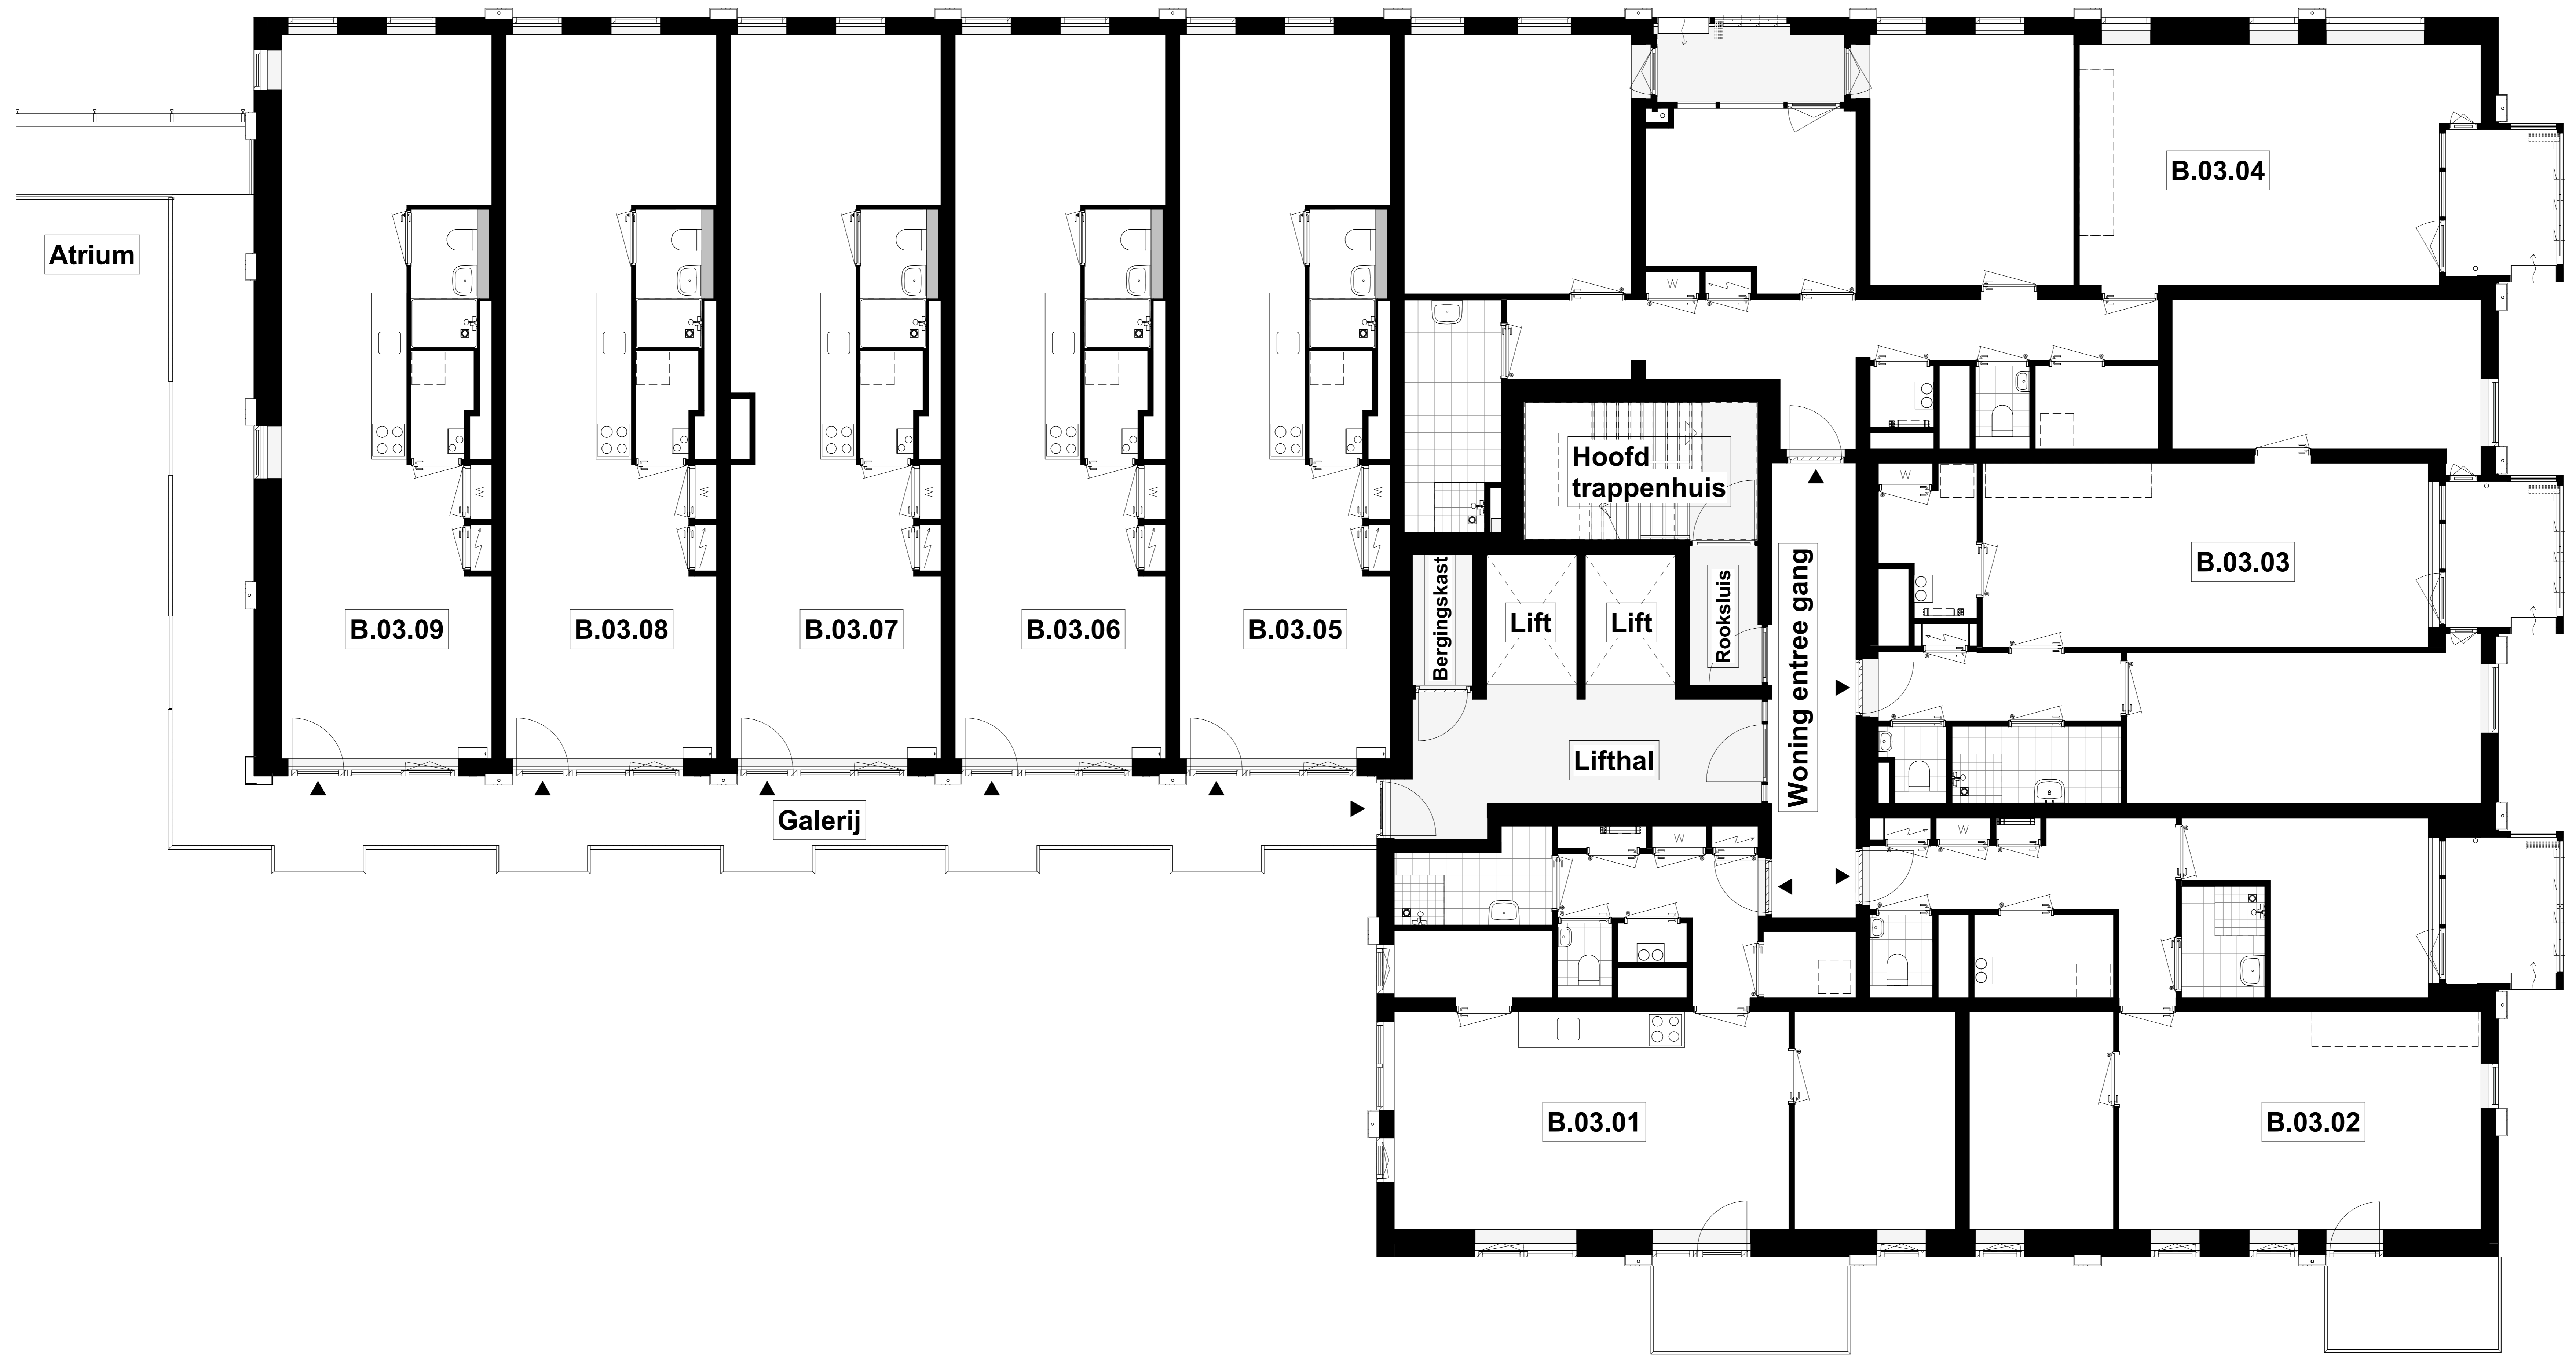 B.03.04
Atrium
Hoofd
trappenhuis
W
W
B.03.03
W
W
W
W
W
Bergingskast
Lift
Lift
Rooksluis
Woning entree gang
B.03.09
B.03.08
B.03.07
B.03.06
B.03.05
Lifthal
Galerij
W
W
B.03.01
B.03.02